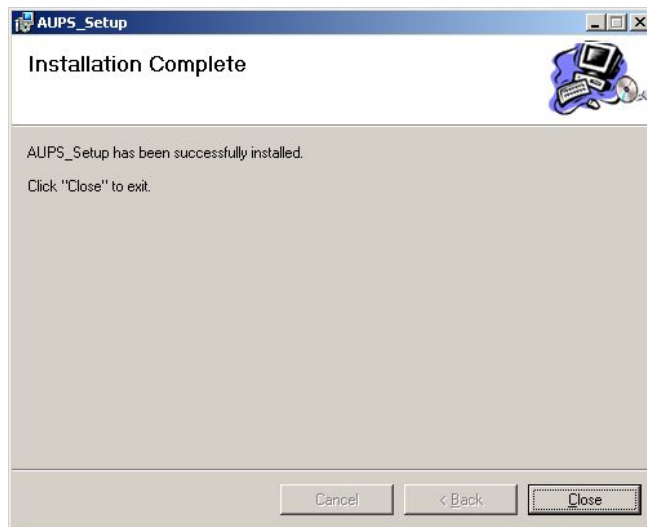 AUPS_Setup
Installation Complete
AUPS_Setup has been successfully installed.
Click "Close" to exit.
Cancel
< Back
Close